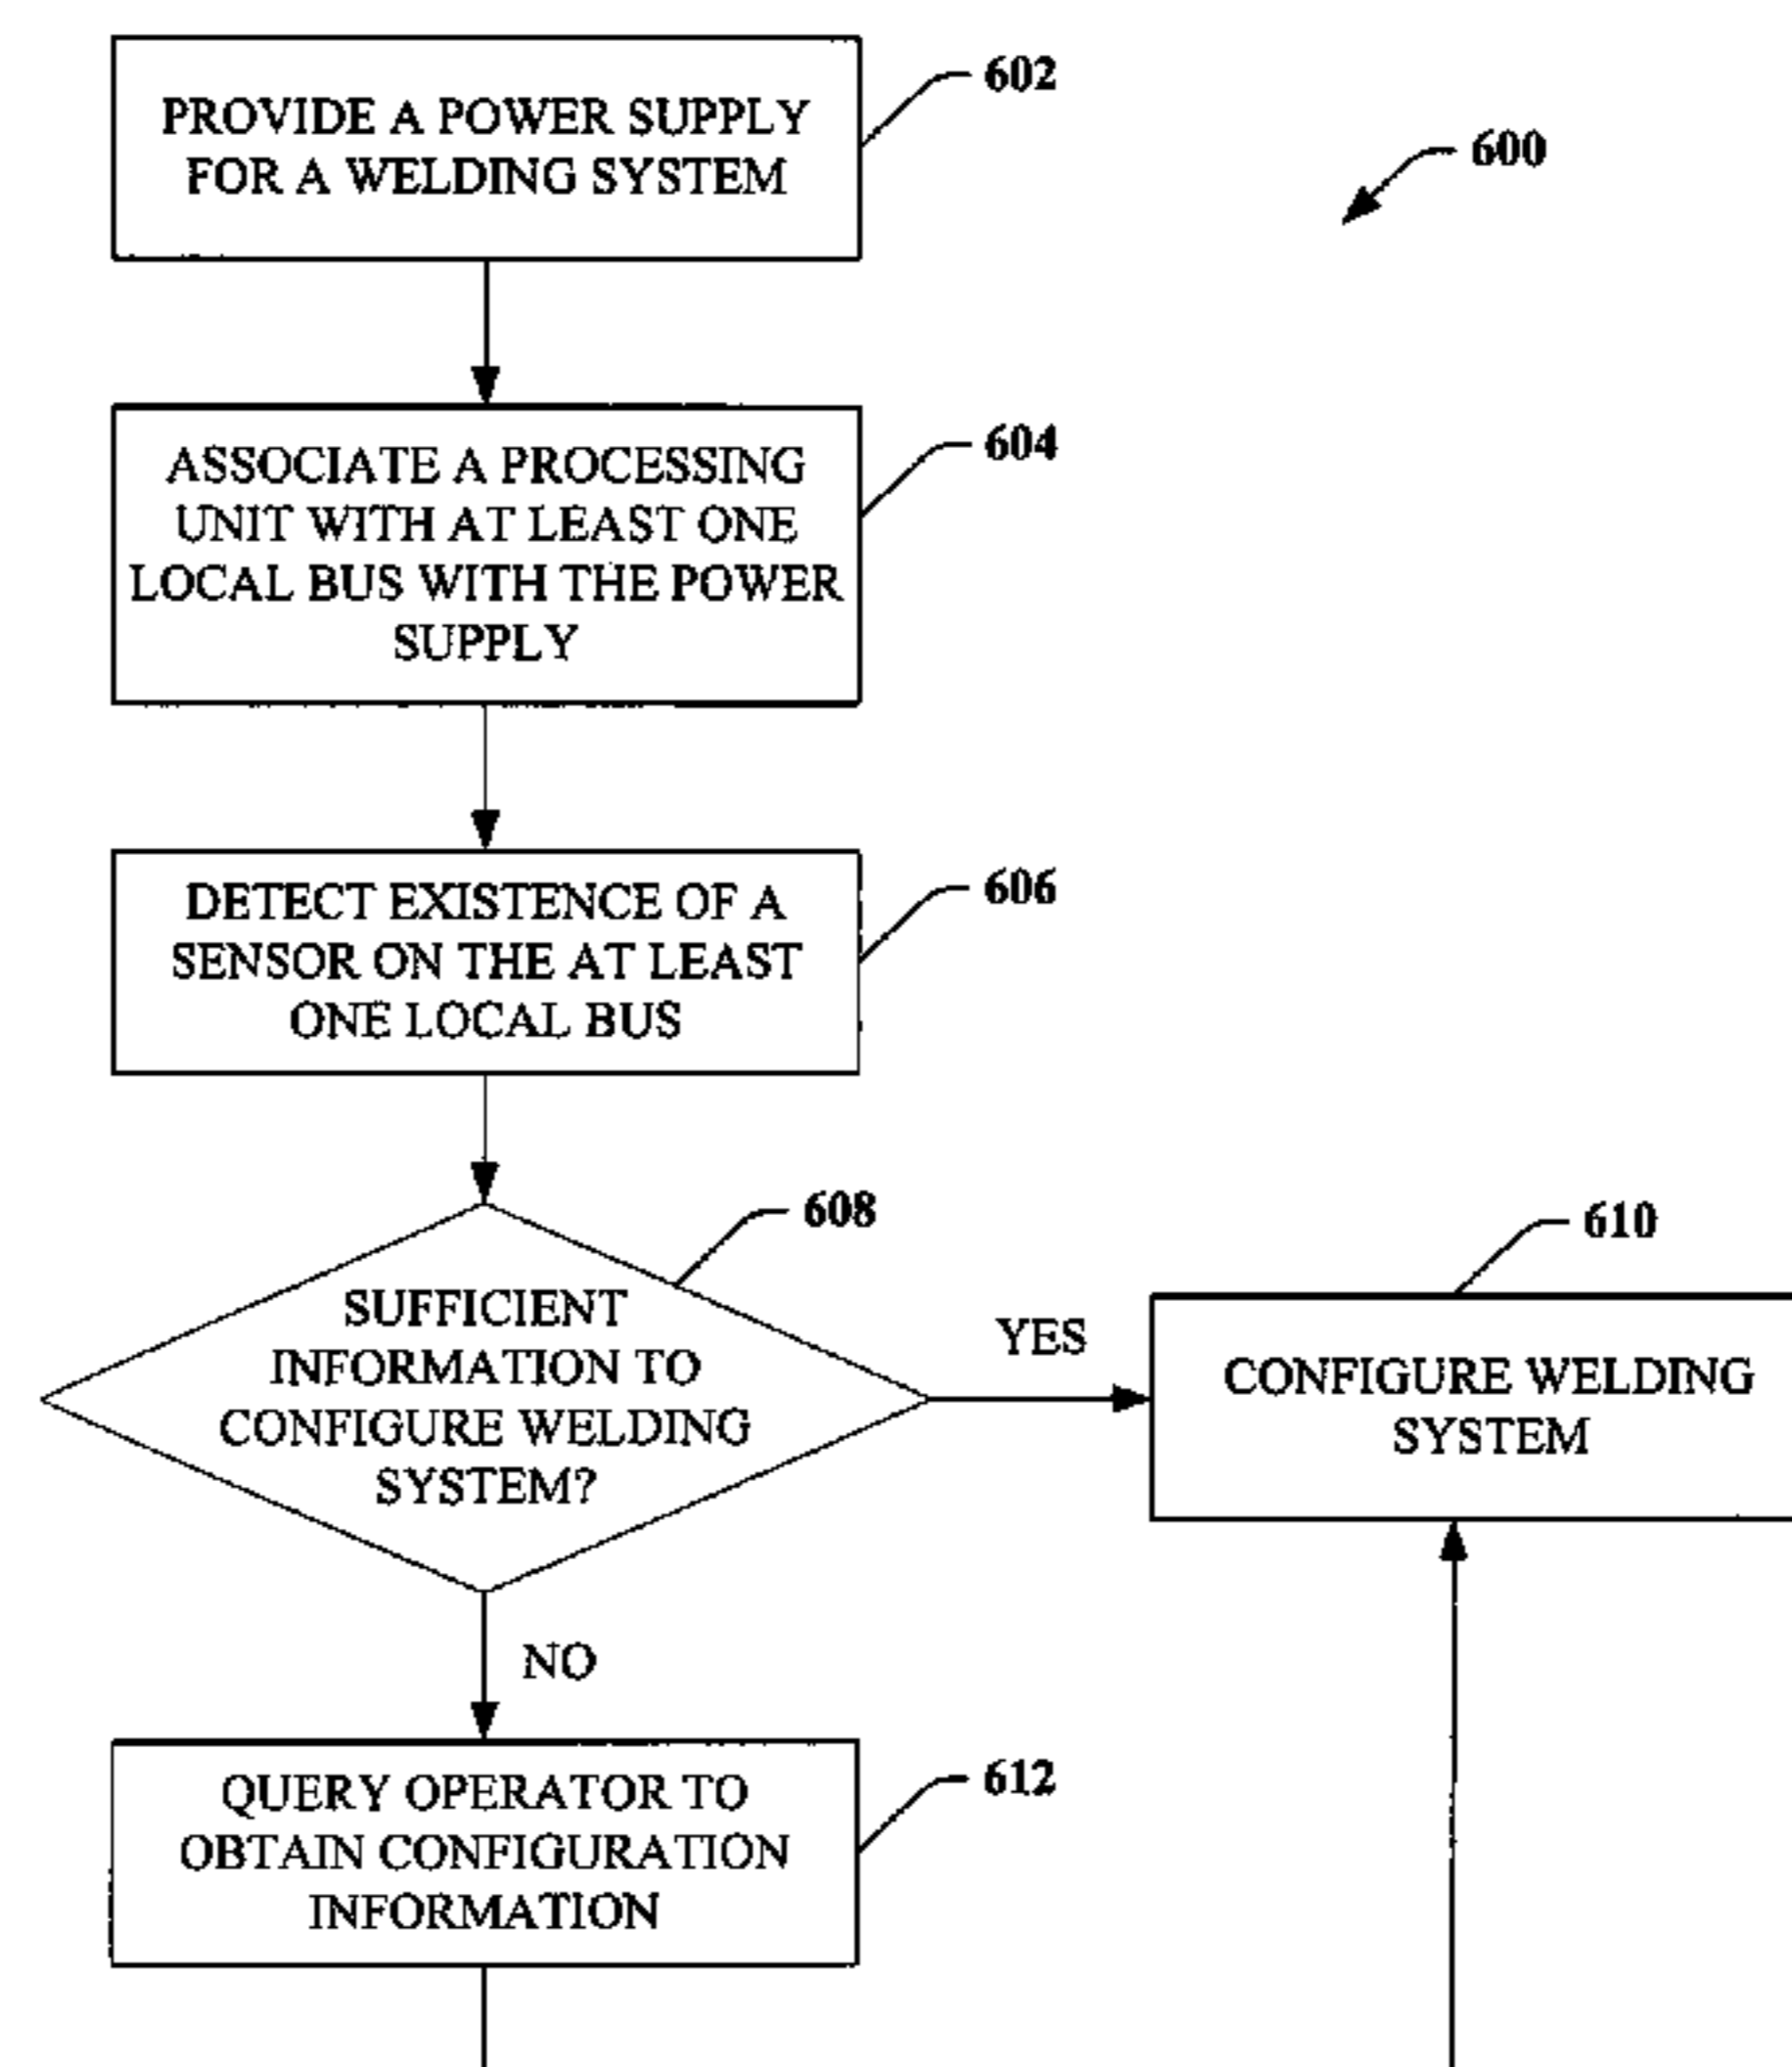 PROVIDE A POWER SUPPLY
FOR A WELDING SYSTEM
602
600
ASSOCIATE A PROCESSING
UNIT WITH AT LEAST ONE
LOCAL BUS WITH THE POWER
SUPPLY
604
DETECT EXISTENCE OF A
SENSOR ON THE AT LEAST
ONE LOCAL BUS
606
SUFFICIENT
INFORMATION TO
CONFIGURE WELDING
SYSTEM?
608
YES
610
CONFIGURE WELDING
SYSTEM
NO
QUERY OPERATOR TO
OBTAIN CONFIGURATION
INFORMATION
612